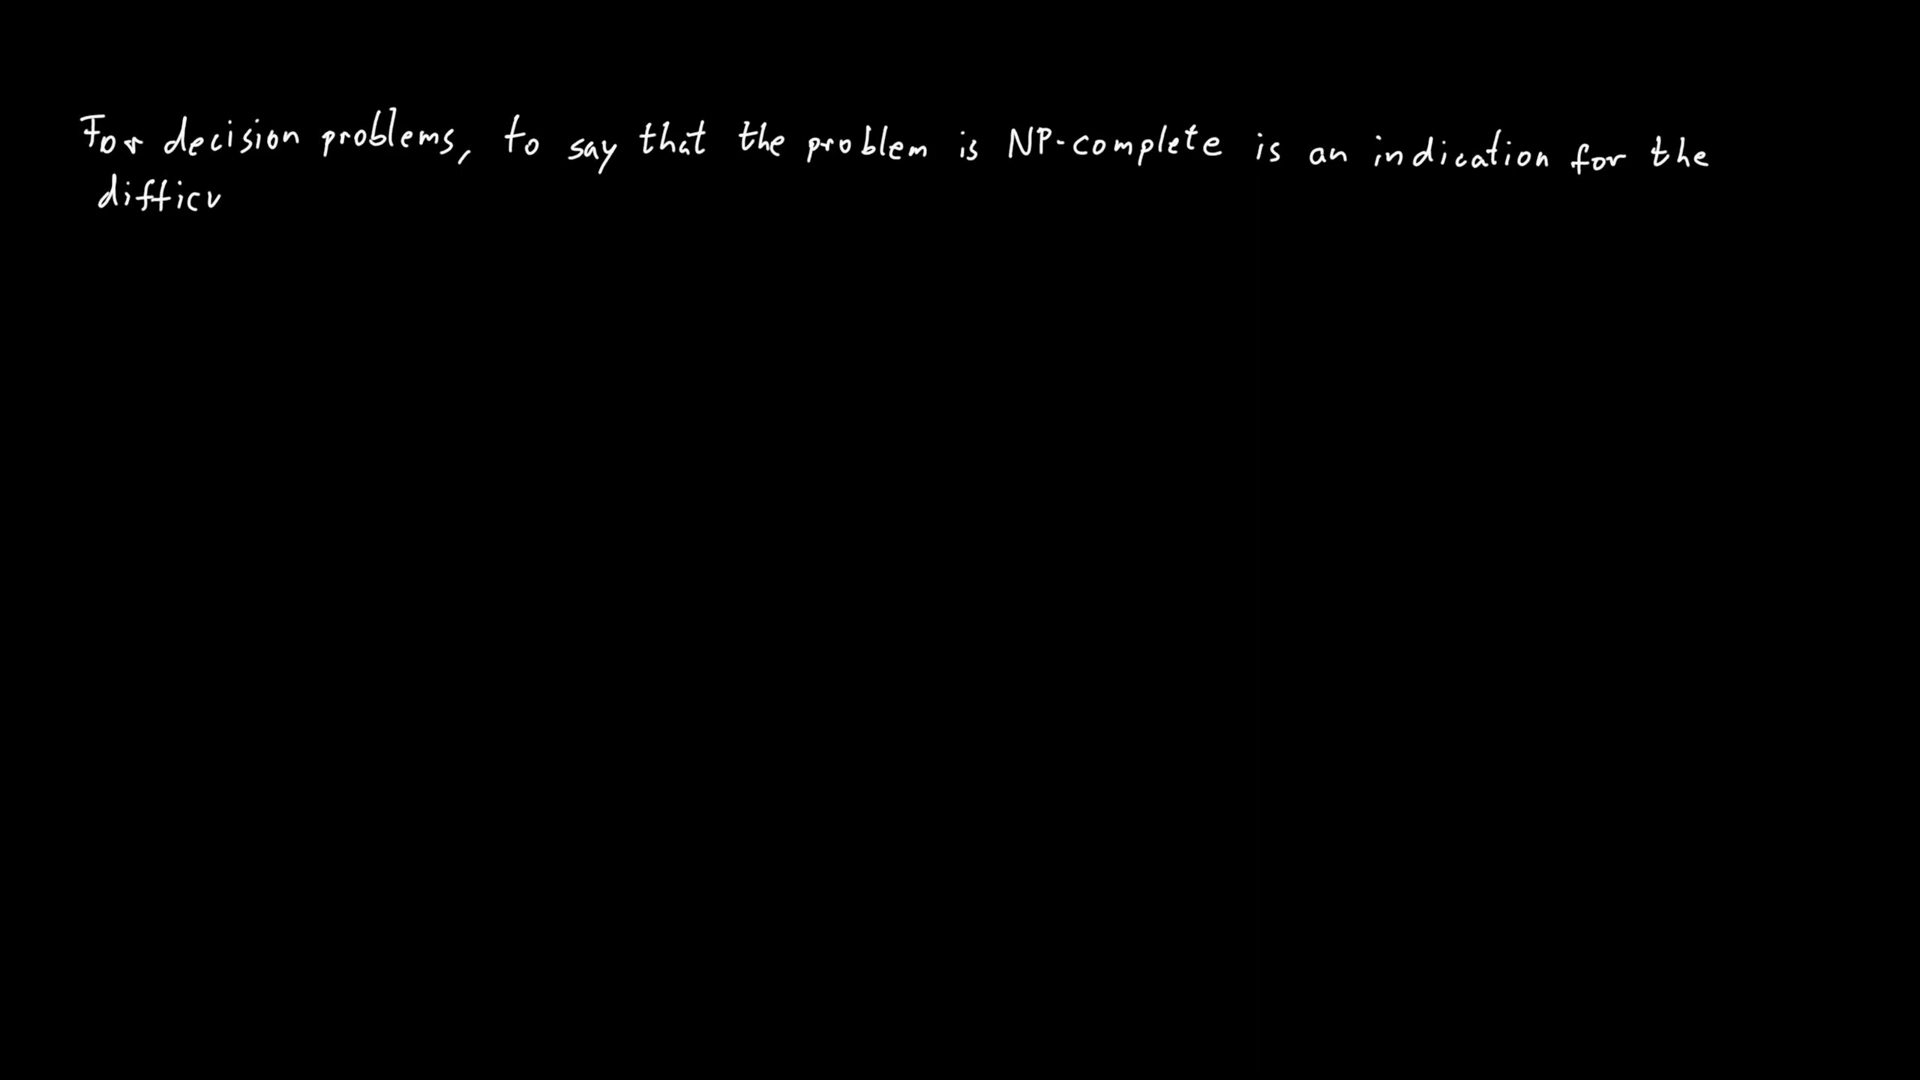 For decision problems, to say that the problem is NP-complete is an indication for the
difficu